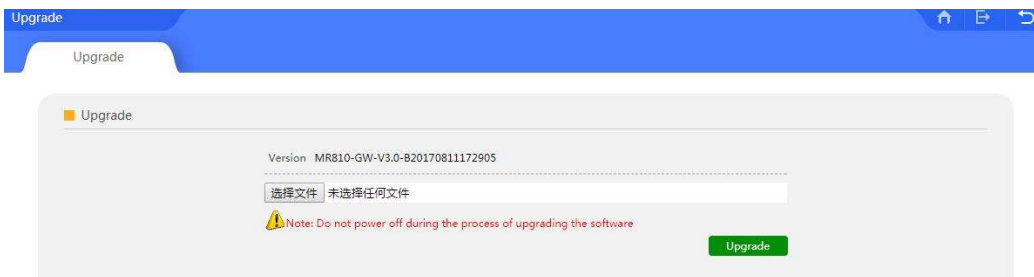 Upgrade
Upgrade
Upgrade
Version MR810-GW-V3.0-B20170811172905
选择文件 未选择任何文件
Note: Do not power off during the process of upgrading the software
Upgrade